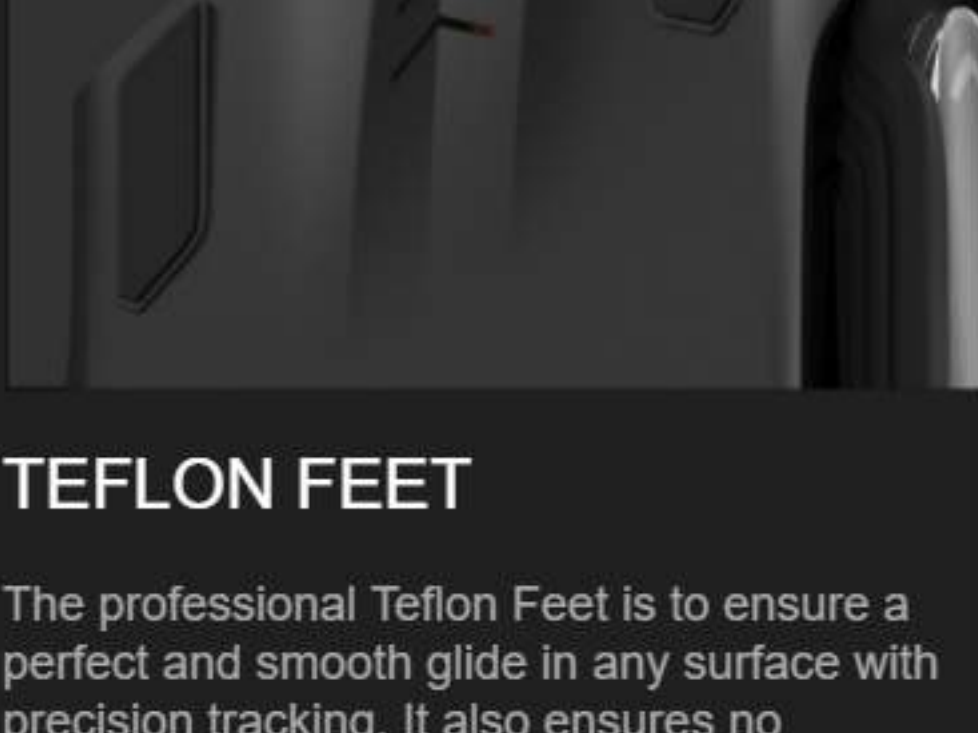 TEFLON FEET
The professional Teflon Feet is to ensure a
perfect and smooth glide in any surface with
precision tracking. It also ensures no